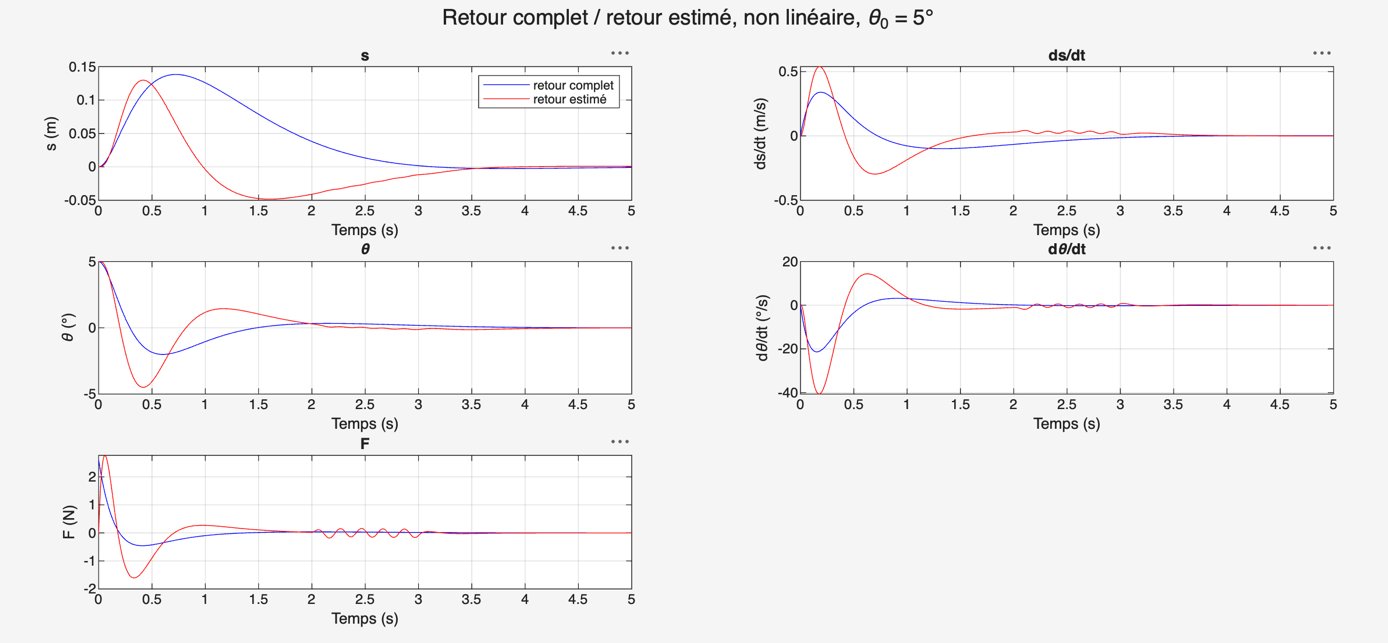 Retour complet / retour estimé, non linéaire, θ0 = 5°
s
0.15
0.1
0.05
0
-0.05
s (m)
retour complet
retour estimé
0 0.5 1 1.5 2 2.5 3 3.5 4 4.5 5
Temps (s)
ds/dt
0.5
0
-0.5
ds/dt (m/s)
0 0.5 1 1.5 2 2.5 3 3.5 4 4.5 5
Temps (s)
θ
5
0
-5
θ (°)
0 0.5 1 1.5 2 2.5 3 3.5 4 4.5 5
Temps (s)
dθ/dt
20
0
-20
-40
dθ/dt (°/s)
0 0.5 1 1.5 2 2.5 3 3.5 4 4.5 5
Temps (s)
F
2
1
0
-1
-2
F (N)
0 0.5 1 1.5 2 2.5 3 3.5 4 4.5 5
Temps (s)